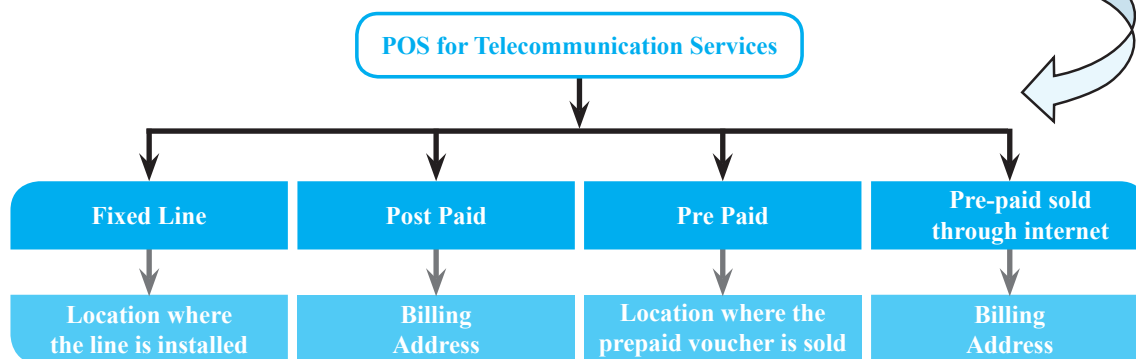 POS for Telecommunication Services
Fixed Line
Post Paid
Pre Paid
Pre-paid sold
through internet
Location where
the line is installed
Billing
Address
Location where the
prepaid voucher is sold
Billing
Address